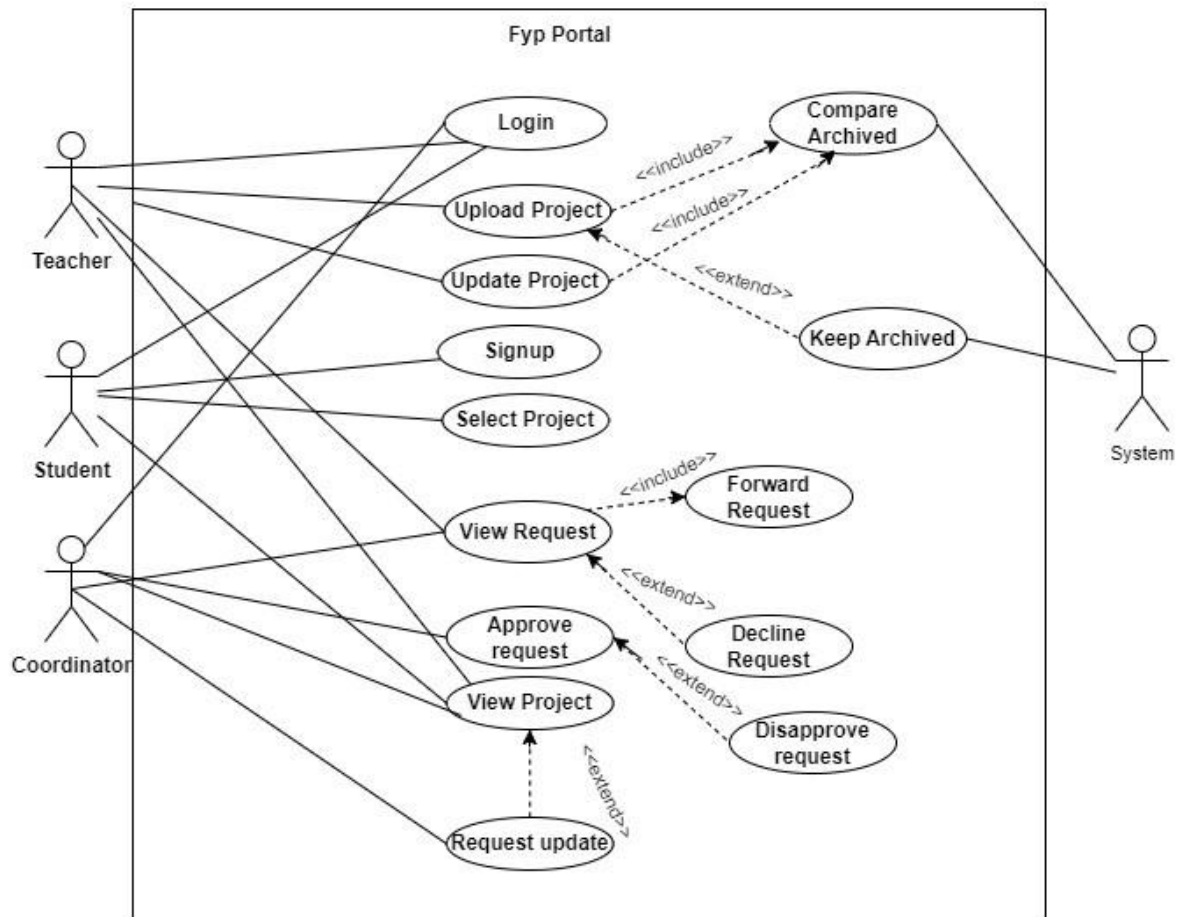 Fyp Portal
Login
Compare
Archived
<<include>>
Upload Project
<<include>>
Teacher
Update Project
<<extend>>
Keep Archived
Signup
Select Project
Student
System
<<include>>
Forward
Request
View Request
<<extend>>
Approve
request
Decline
Request
Coordinator
<<extend>>
View Project
Disapprove
request
<<extend>>
Request update